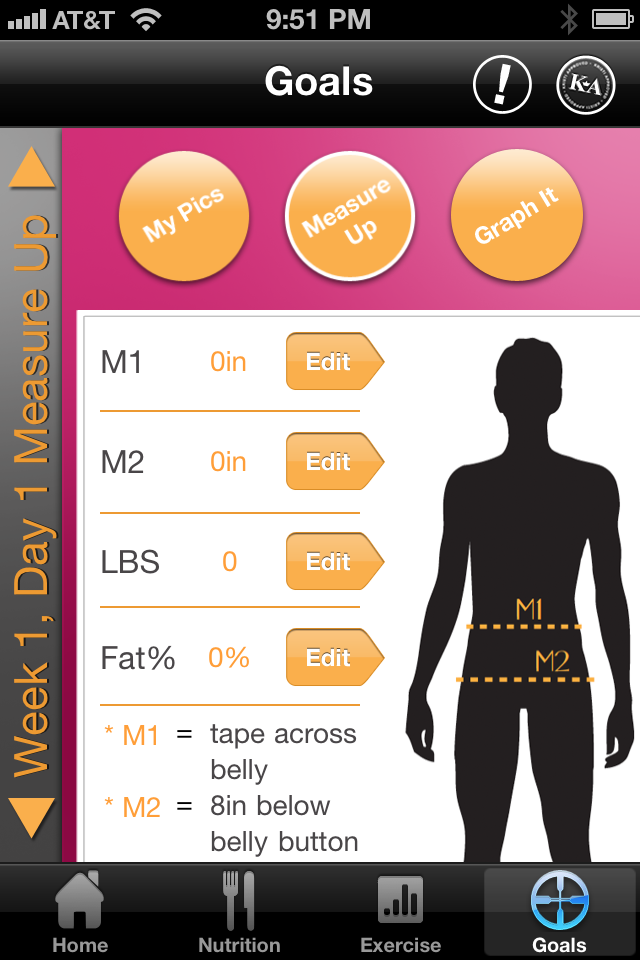 AT&T 9:51 PM
Goals
! KA
Week 1, Day 1 Measure Up
My Pics
Measure
Up
Graph It
M1 0in Edit
M2 0in Edit
LBS 0 Edit
Fat% 0% Edit
* M1 = tape across
belly
* M2 = 8in below
belly button
M1
M2
Home Nutrition Exercise Goals